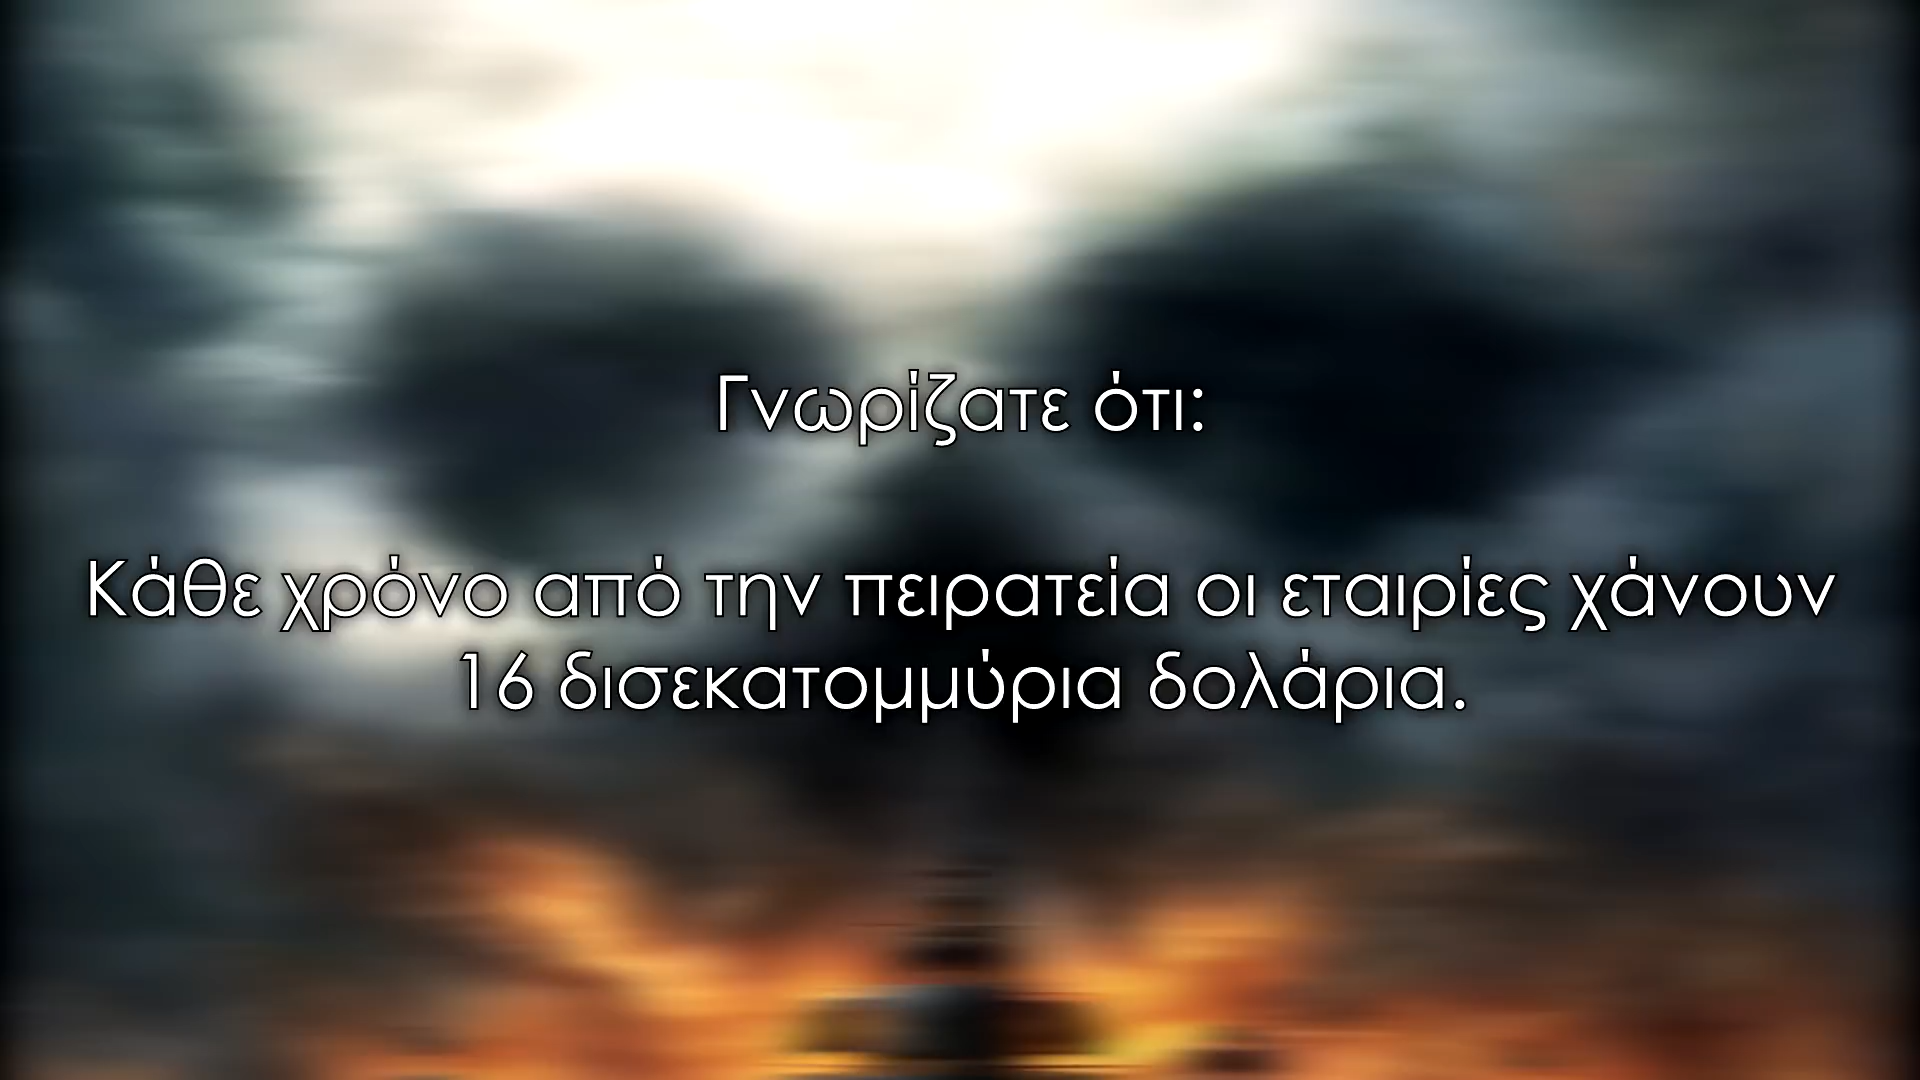 Γνωρίζατε ότι:
Κάθε χρόνο από την πειρατεία οι εταιρίες χάνουν
16 δισεκατομμύρια δολάρια.